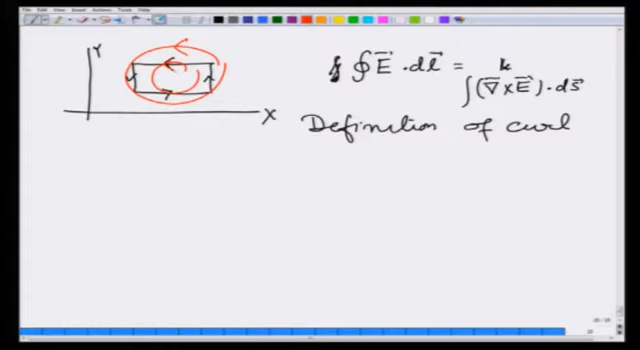 Y
∮ E⃗ · dl⃗ =
∫(∇⃗ × E⃗) · ds⃗
Definition of curl
X